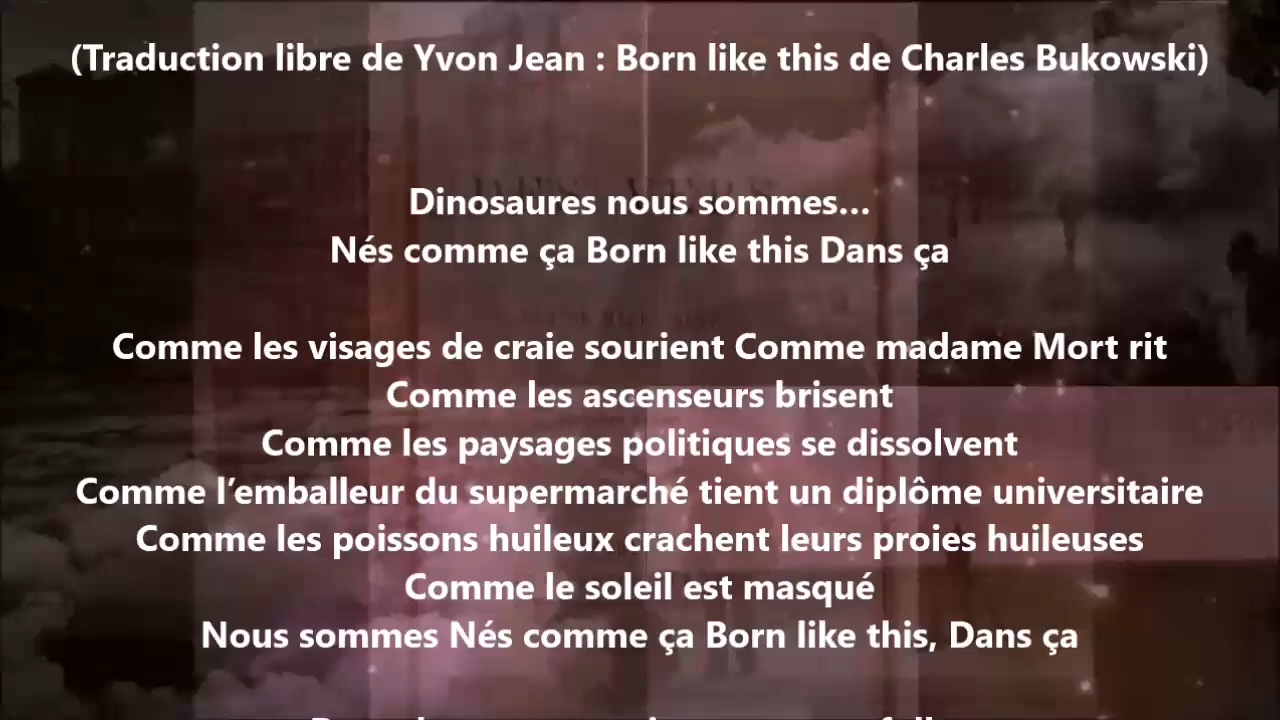 (Traduction libre de Yvon Jean : Born like this de Charles Bukowski)
Dinosaures nous sommes…
Nés comme ça Born like this Dans ça
Comme les visages de craie sourient Comme madame Mort rit
Comme les ascenseurs brisent
Comme les paysages politiques se dissolvent
Comme l’emballeur du supermarché tient un diplôme universitaire
Comme les poissons huileux crachent leurs proies huileuses
Comme le soleil est masqué
Nous sommes Nés comme ça Born like this, Dans ça